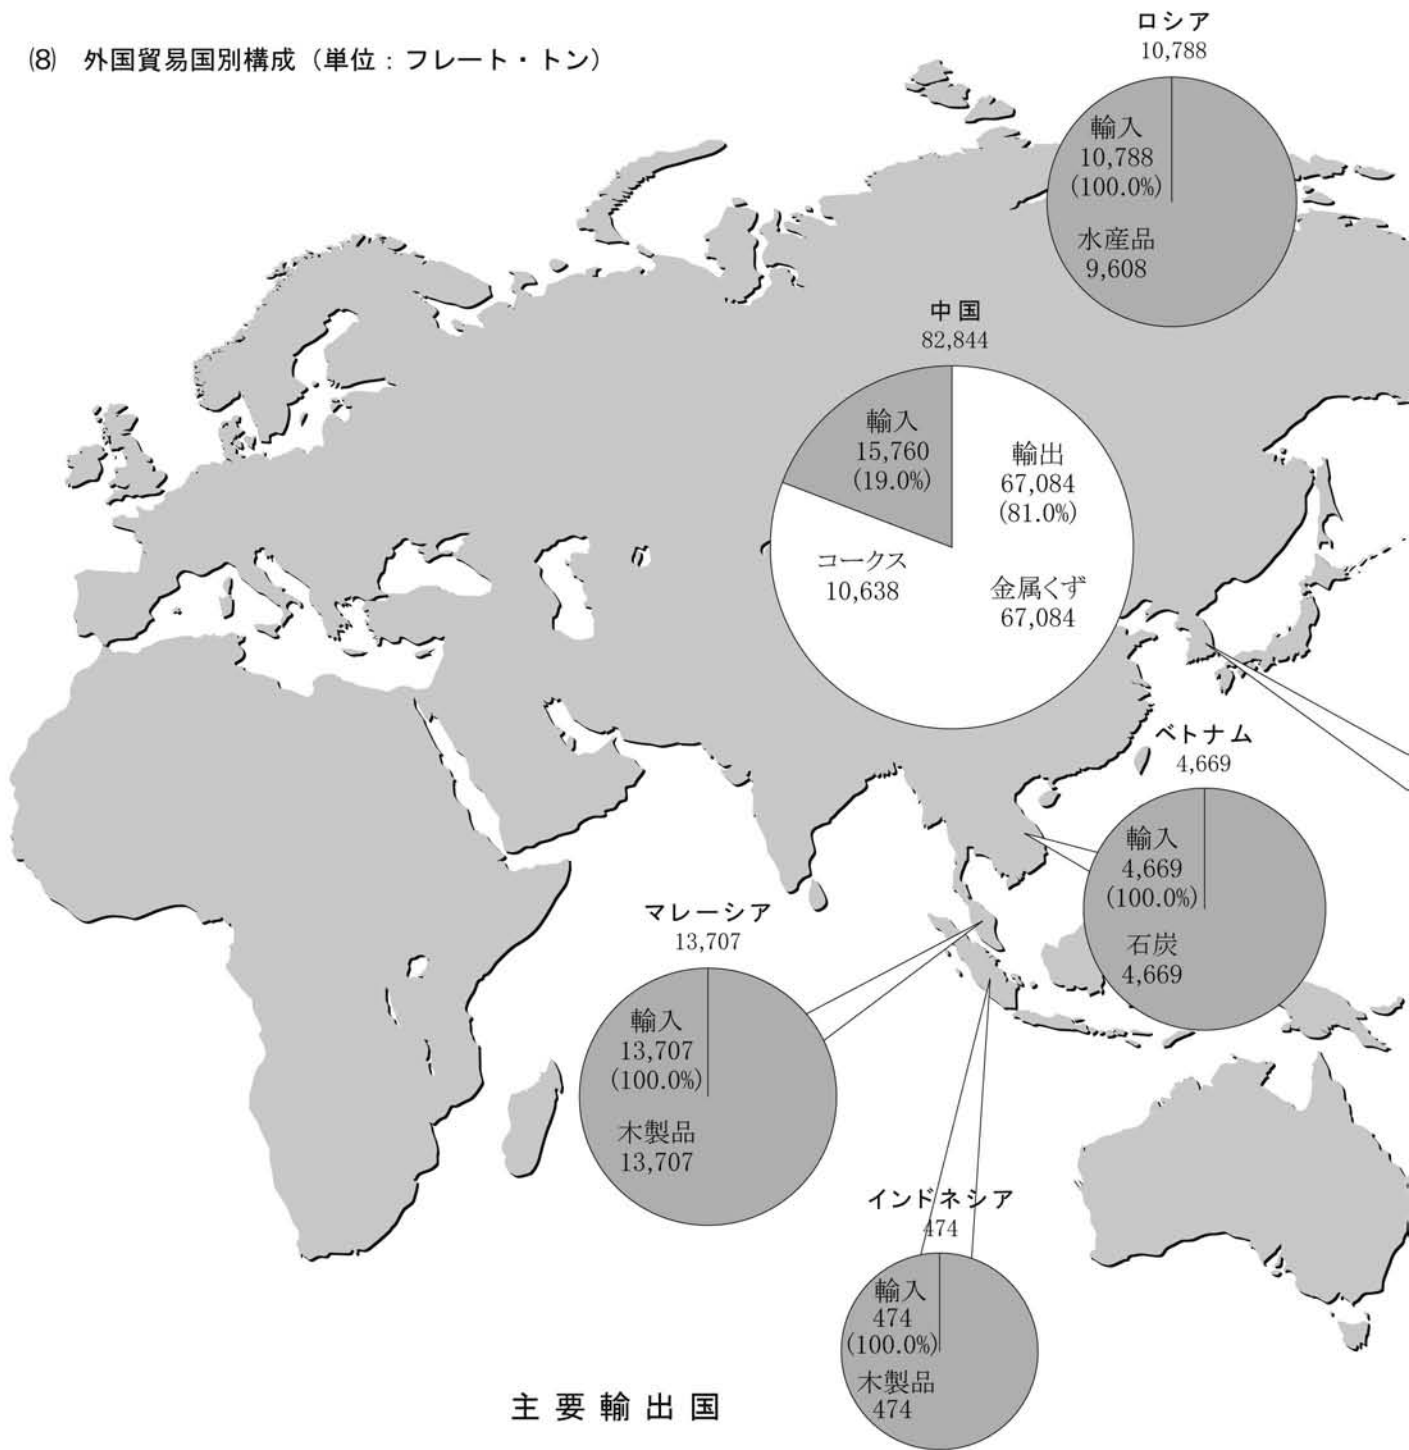 ⑻ 外国貿易国別構成（単位：フレート・トン）
ロシア
10,788
輸入
10,788
(100.0%)
水産品
9,608
中国
82,844
輸入
15,760
(19.0%)
輸出
67,084
(81.0%)
コークス
10,638
金属くず
67,084
ベトナム
4,669
輸入
4,669
(100.0%)
石炭
4,669
マレーシア
13,707
輸入
13,707
(100.0%)
木製品
13,707
インドネシア
474
輸入
474
(100.0%)
木製品
474
主要輸出国